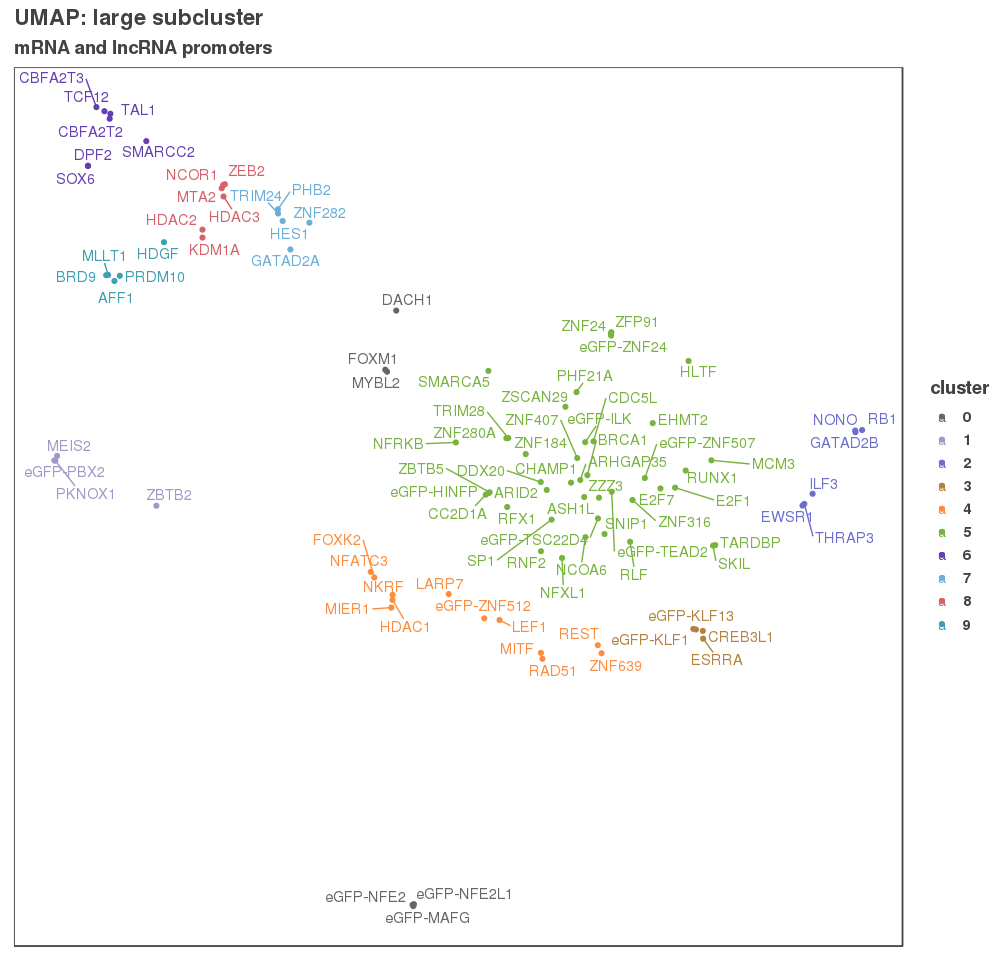 UMAP: large subcluster
mRNA and lncRNA promoters
CBFA2T3
TCF12
TAL1
CBFA2T2
SMARCC2
DPF2
SOX6
NCOR1
ZEB2
MTA2
TRIM24
PHB2
HDAC2
HDAC3
ZNF282
HES1
KDM1A
HDGF
GATAD2A
MLLT1
BRD9
PRDM10
AFF1
DACH1
FOXM1
MYBL2
ZNF24
ZFP91
eGFP-ZNF24
HLTF
SMARCA5
PHF21A
ZSCAN29
CDC5L
TRIM28
ZNF407
eGFP-ILK
EHMT2
NONO
RB1
NFRKB
ZNF280A
ZNF184
BRCA1
eGFP-ZNF507
GATAD2B
MEIS2
eGFP-PBX2
PKNOX1
ZBTB2
ZBTB5
DDX20
CHAMP1
ARHGAP35
MCM3
RUNX1
eGFP-HINFP
ARID2
ZZZ3
E2F7
E2F1
ILF3
CC2D1A
RFX1
ASH1L
SNIP1
ZNF316
EWSR1
THRAP3
FOXK2
eGFP-TSC22D4
eGFP-TEAD2
TARDBP
NFATC3
SP1
RNF2
NCOA6
RLF
SKIL
NKRF
LARP7
NFXL1
MIER1
eGFP-ZNF512
HDAC1
LEF1
REST
eGFP-KLF13
eGFP-KLF1
CREB3L1
MITF
RAD51
ZNF639
ESRRA
eGFP-NFE2
eGFP-NFE2L1
eGFP-MAFG
cluster
a 0
a 1
a 2
a 3
a 4
a 5
a 6
a 7
a 8
a 9